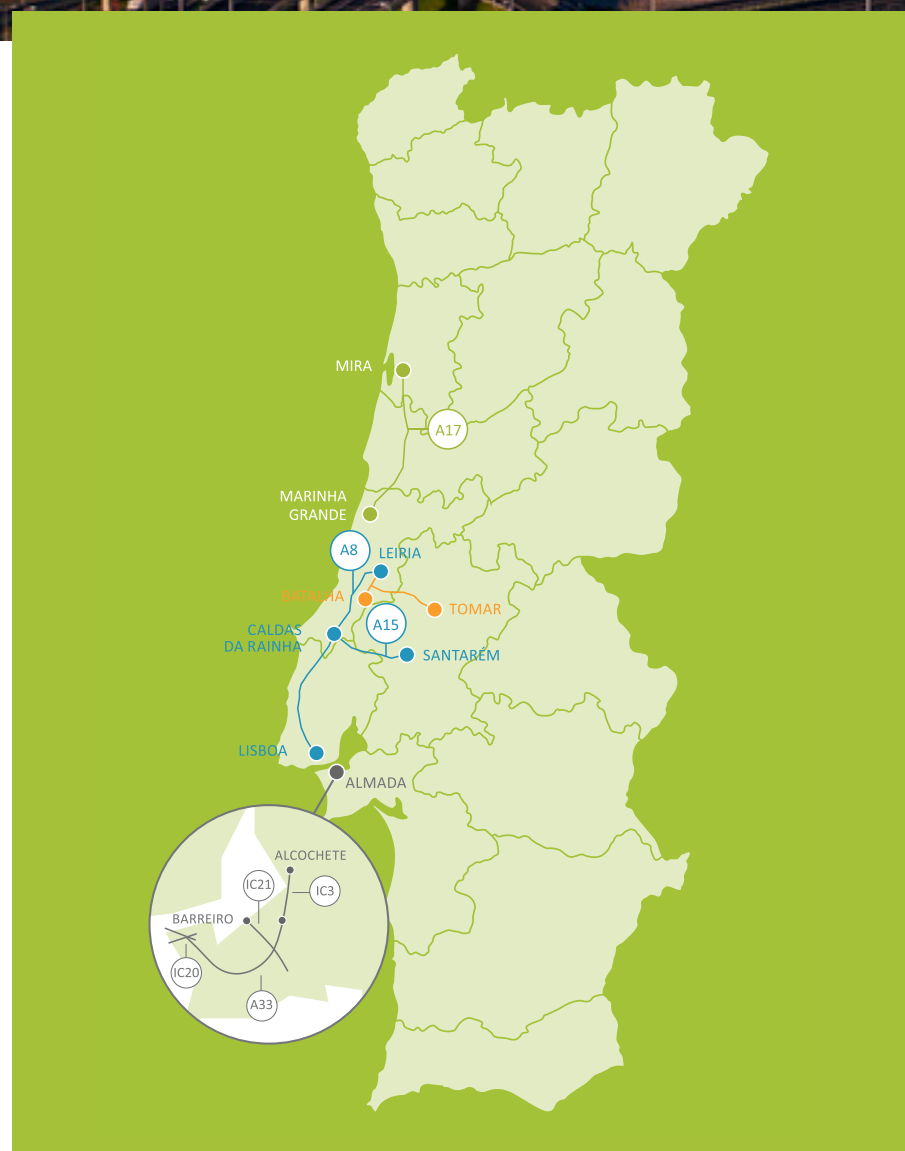 MIRA
A17
MARINHA
GRANDE
A8
LEIRIA
BATALHA
TOMAR
A15
CALDAS
DA RAINHA
SANTARÉM
LISBOA
ALMADA
ALCOCHETE
IC21
IC3
BARREIRO
IC20
A33